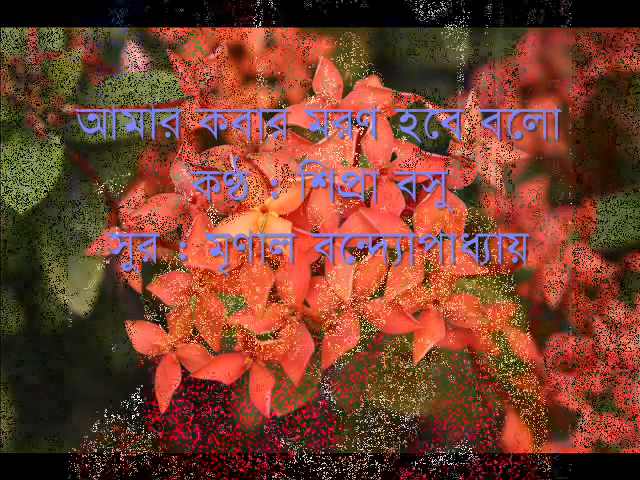 আমার কবার মরণ হবে বলো
কণ্ঠ : শিপ্রা বসু
সুর : মৃণাল বন্দ্যোপাধ্যায়